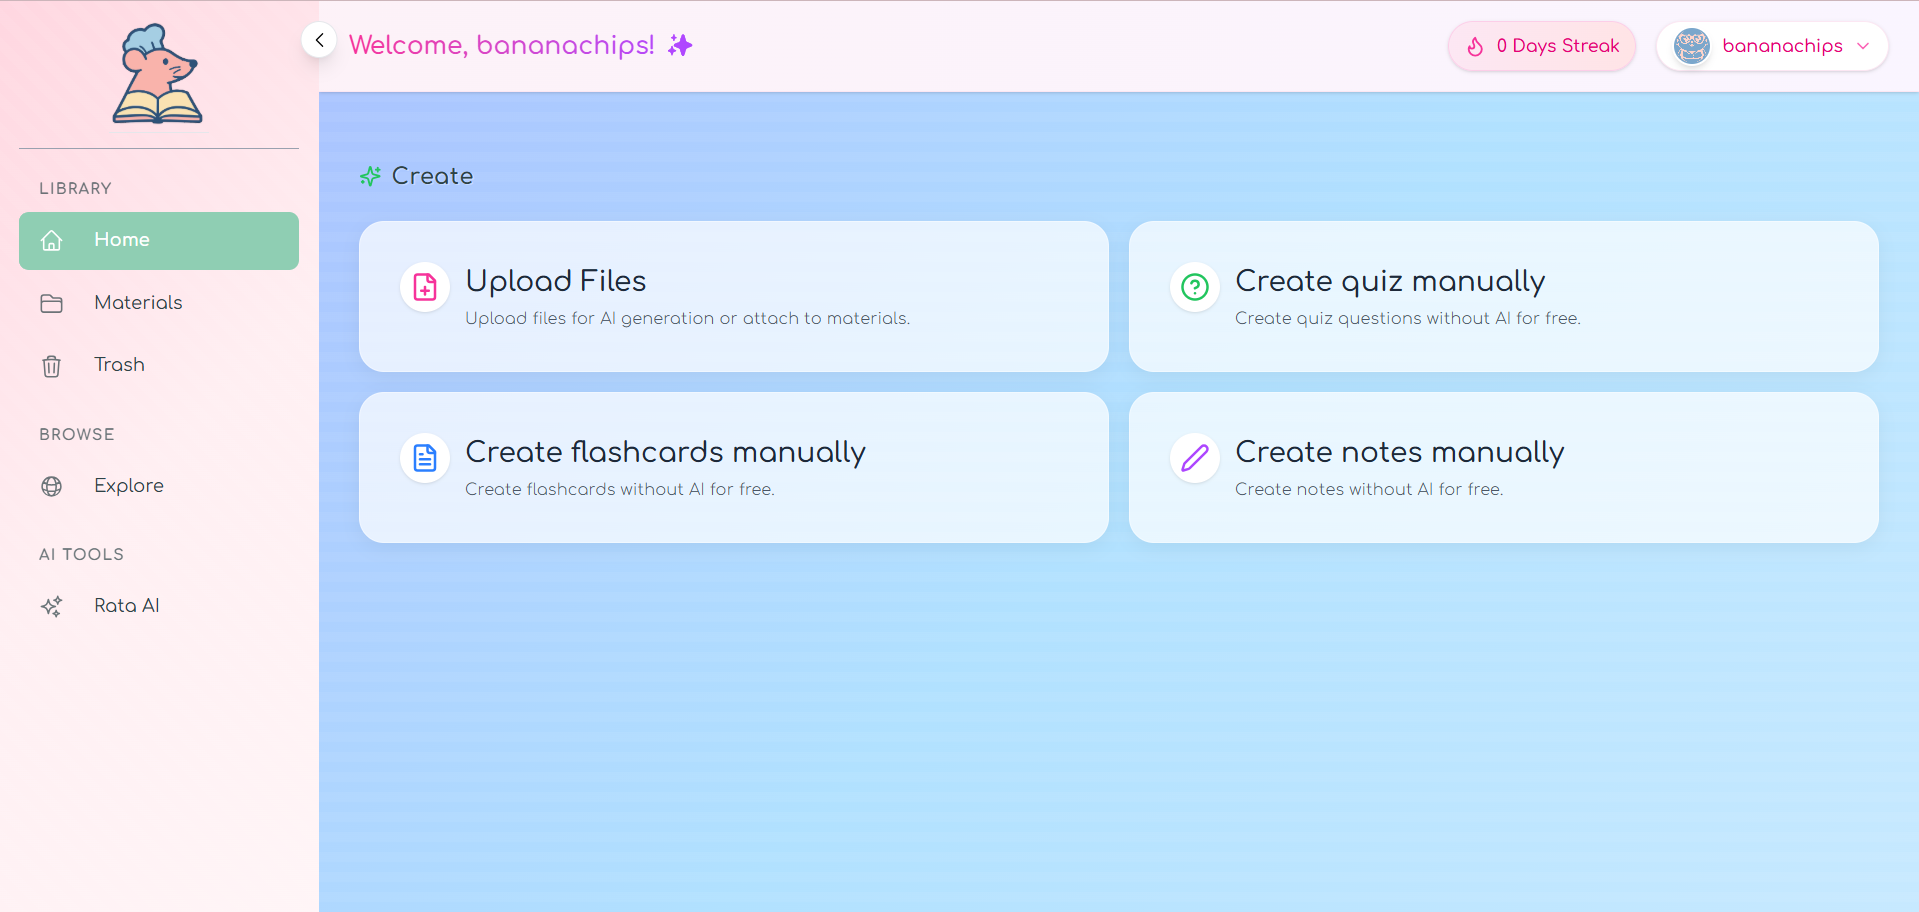 Welcome, bananachips!
0 Days Streak
bananachips
LIBRARY
Home
Materials
Trash
BROWSE
Explore
AI TOOLS
Rata AI
Create
Upload Files
Upload files for AI generation or attach to materials.
Create quiz manually
Create quiz questions without AI for free.
Create flashcards manually
Create flashcards without AI for free.
Create notes manually
Create notes without AI for free.